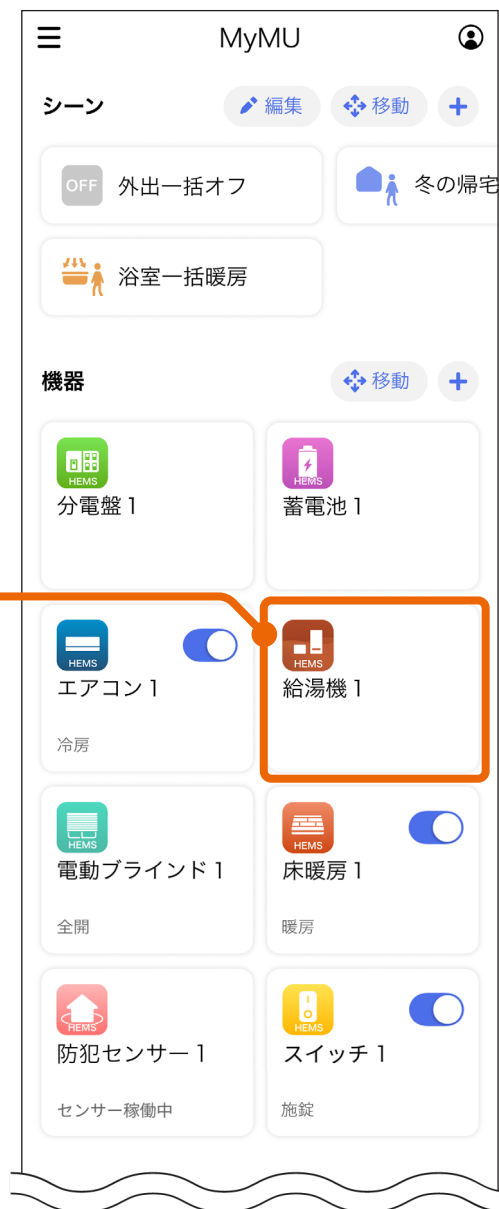 MyMU
シーン
編集
移動
OFF 外出一括オフ
冬の帰宅
浴室一括暖房
機器
移動
HEMS
分電盤 1
HEMS
蓄電池 1
HEMS
エアコン 1
冷房
HEMS
給湯機 1
HEMS
電動ブラインド 1
全開
HEMS
床暖房 1
暖房
HEMS
防犯センサー 1
センサー稼働中
HEMS
スイッチ 1
施錠